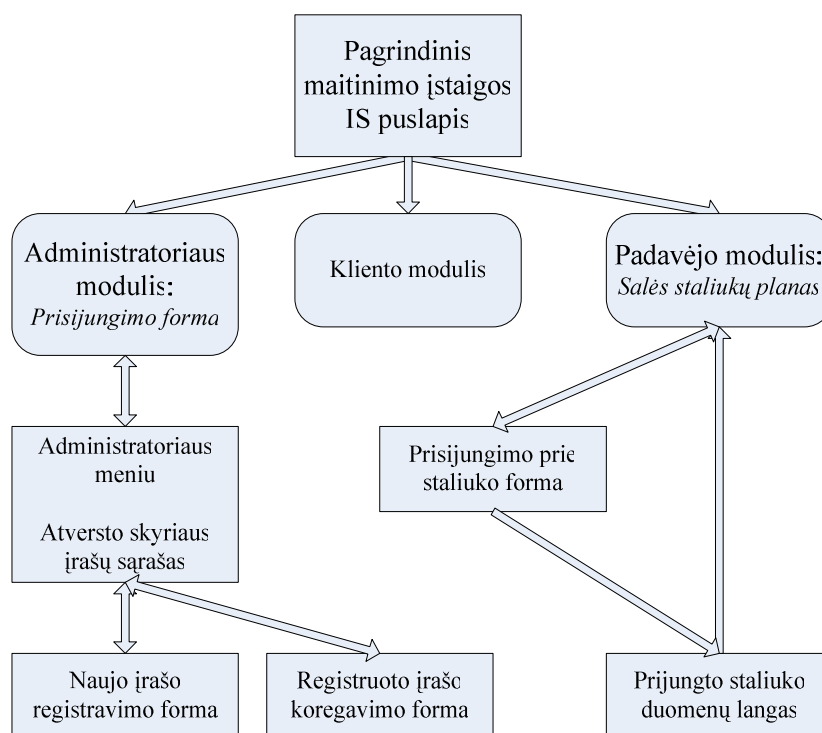 Pagrindinis
maitinimo įstaigos
IS puslapis
Administratoriaus
modulis:
Prisijungimo forma
Kliento modulis
Padavėjo modulis:
Salės staliukų planas
Administratoriaus
meniu
Atversto skyriaus
įrašų sąrašas
Prisijungimo prie
staliuko forma
Naujo įrašo
registravimo forma
Registruoto įrašo
koregavimo forma
Prijungto staliuko
duomenų langas